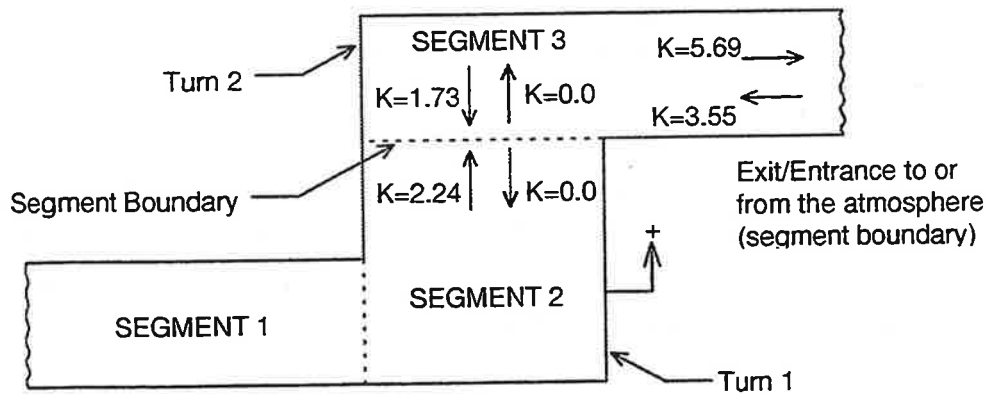 SEGMENT 3
K=5.69
Turn 2
K=1.73
K=0.0
K=3.55
Segment Boundary
K=2.24
K=0.0
Exit/Entrance to or
from the atmosphere
(segment boundary)
+
SEGMENT 1
SEGMENT 2
Turn 1